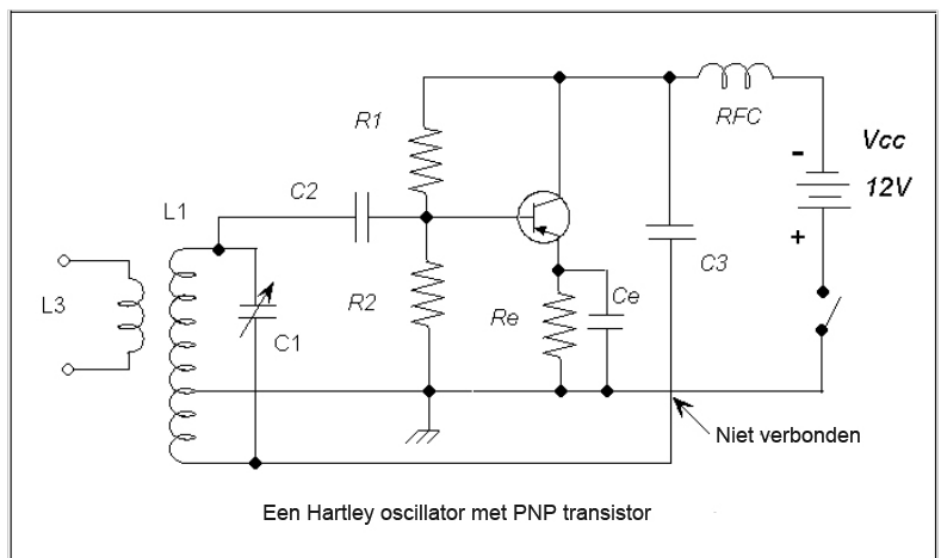 R1
RFC
-
Vcc
12V
+
C2
L1
L3
C1
R2
Re
Ce
C3
Niet verbonden
Een Hartley oscillator met PNP transistor